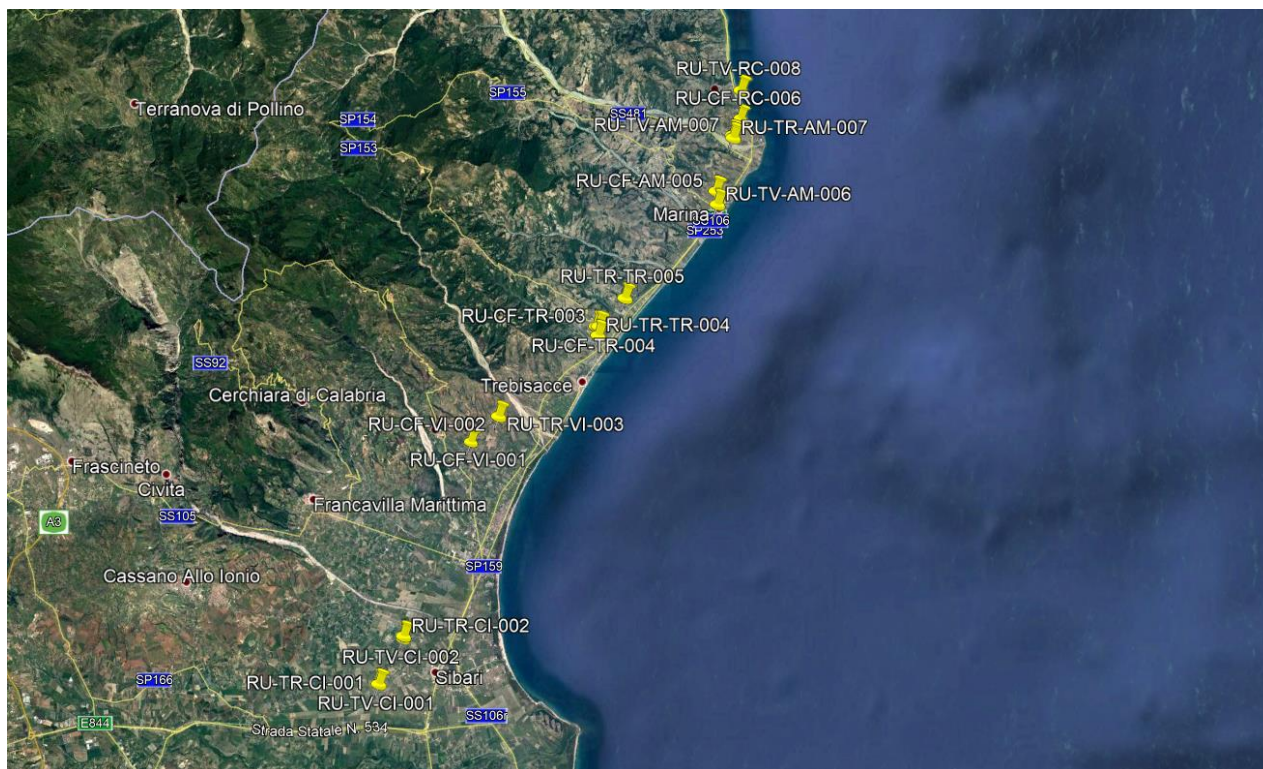 RU-TV-RC-008
RU-CF-RC-006
Terranova di Pollino
SP155
SS481
SP154
RU-TV-AM-007
RU-TR-AM-007
SP153
RU-CF-AM-005
RU-TV-AM-006
Marina
SS106
SP253
RU-TR-TR-005
RU-CF-TR-003
RU-TR-TR-004
RU-CF-TR-004
SS92
Trebisacce
Cerchiara di Calabria
RU-CF-VI-002
RU-TR-VI-003
RU-CF-VI-001
Frascineto
Civita
Francavilla Marittima
SS105
A3
SP159
Cassano Allo Ionio
RU-TR-CI-002
RU-TV-CI-002
SP166
RU-TR-CI-001
Sibari
RU-TV-CI-001
SS106r
E844
Strada Statale N. 534